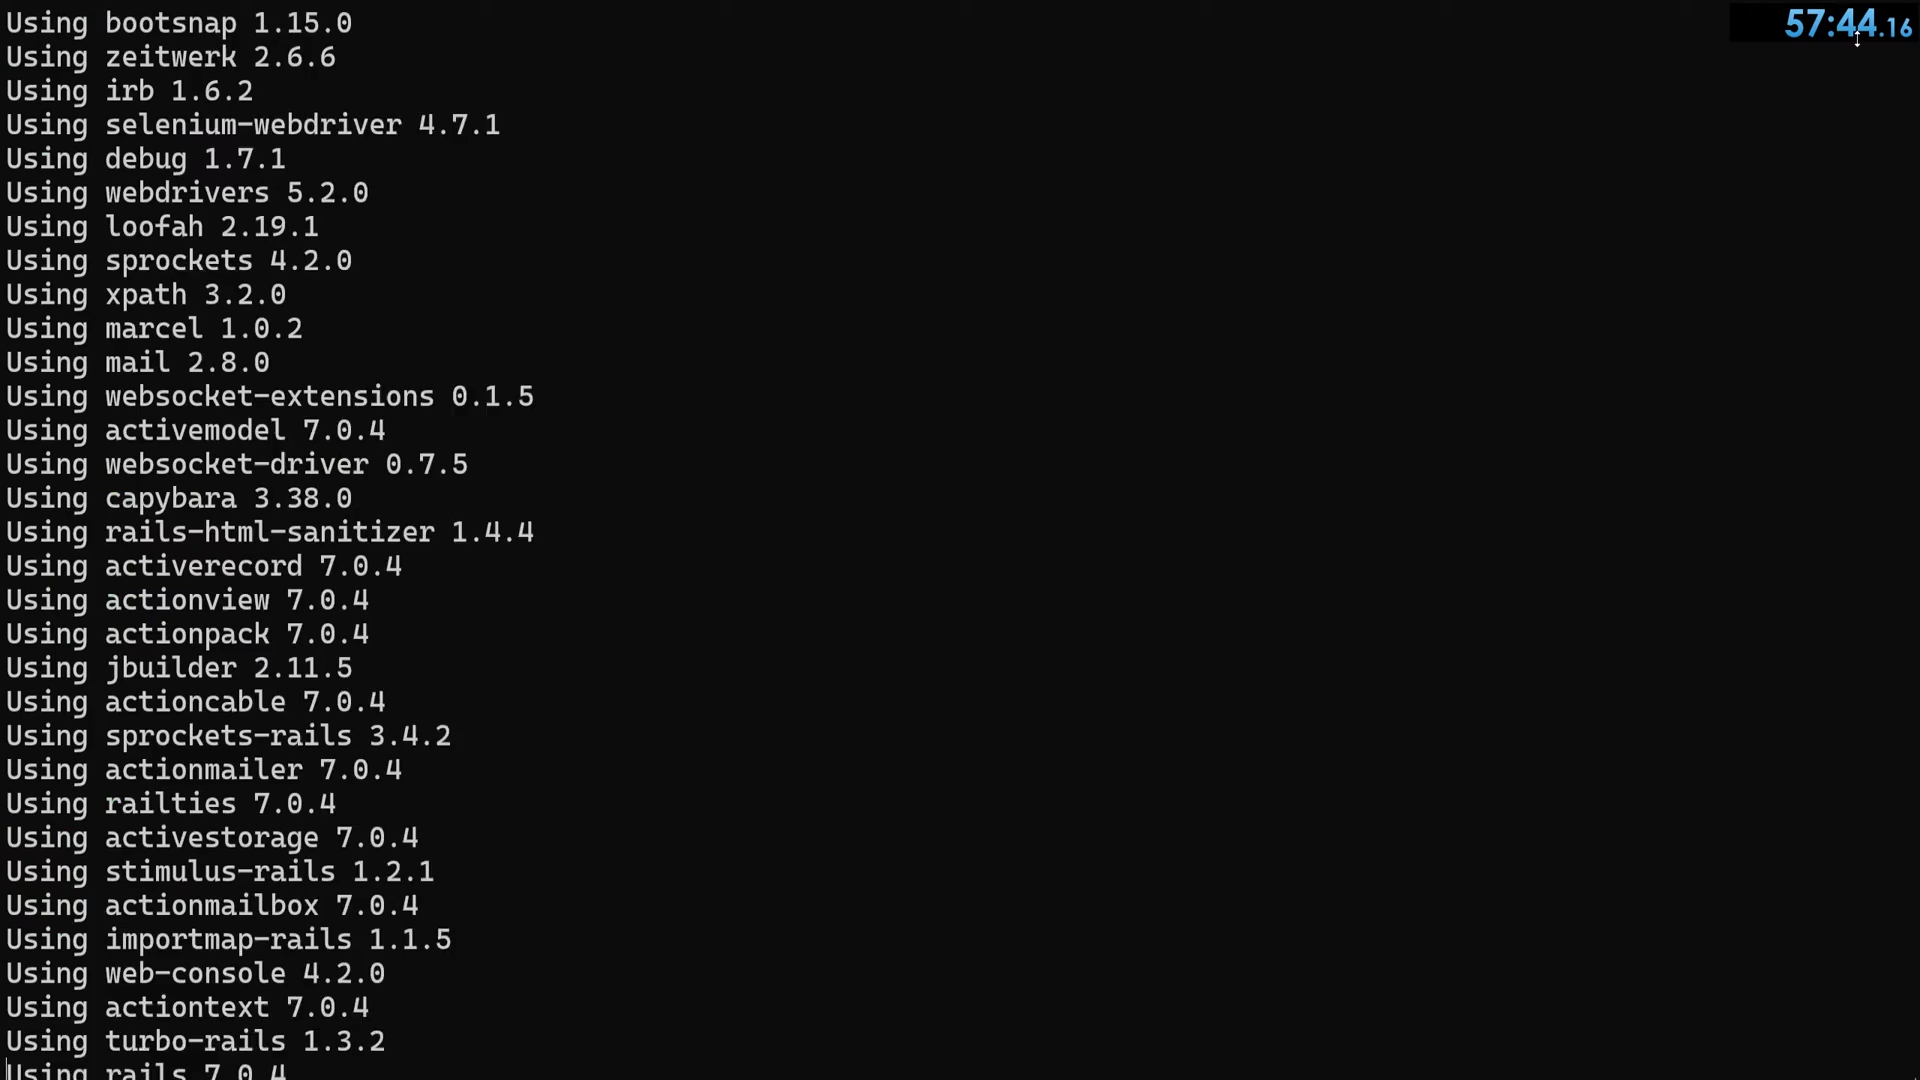 Using bootsnap 1.15.0
57:44.16
Using zeitwerk 2.6.6
Using irb 1.6.2
Using selenium-webdriver 4.7.1
Using debug 1.7.1
Using webdrivers 5.2.0
Using loofah 2.19.1
Using sprockets 4.2.0
Using xpath 3.2.0
Using marcel 1.0.2
Using mail 2.8.0
Using websocket-extensions 0.1.5
Using activemodel 7.0.4
Using websocket-driver 0.7.5
Using capybara 3.38.0
Using rails-html-sanitizer 1.4.4
Using activerecord 7.0.4
Using actionview 7.0.4
Using actionpack 7.0.4
Using jbuilder 2.11.5
Using actioncable 7.0.4
Using sprockets-rails 3.4.2
Using actionmailer 7.0.4
Using railties 7.0.4
Using activestorage 7.0.4
Using stimulus-rails 1.2.1
Using actionmailbox 7.0.4
Using importmap-rails 1.1.5
Using web-console 4.2.0
Using actiontext 7.0.4
Using turbo-rails 1.3.2
Using rails 7.0.4